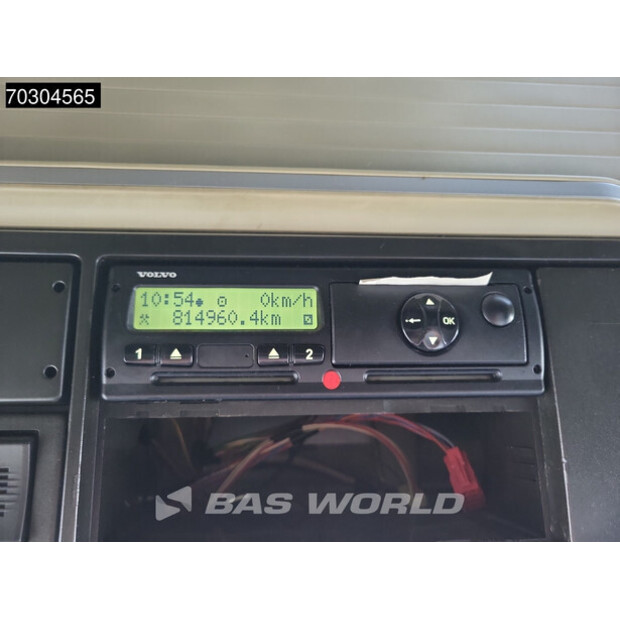 70304565
VOLVO
10:54 0km/h
814960.4km
1 2
OK
BAS WORLD